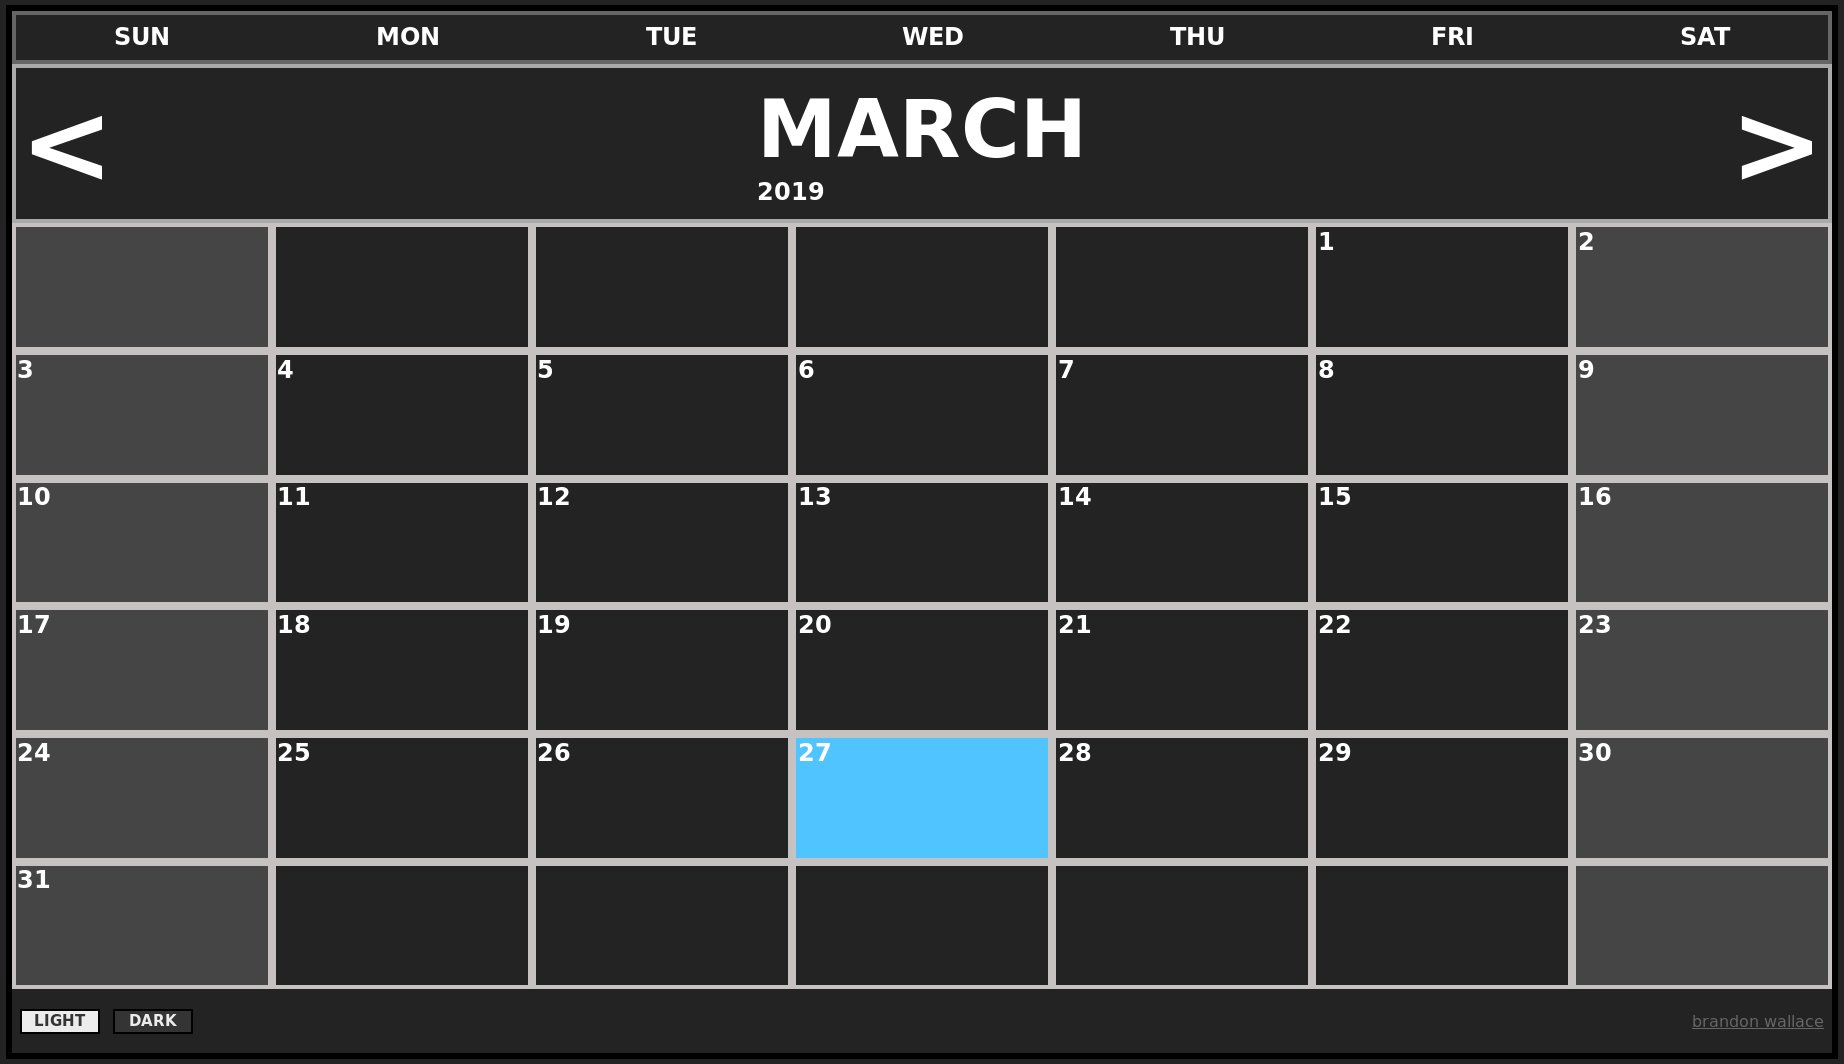 SUN MON TUE WED THU FRI SAT
< MARCH >
2019
1 2
3 4 5 6 7 8 9
10 11 12 13 14 15 16
17 18 19 20 21 22 23
24 25 26 27 28 29 30
31
LIGHT DARK brandon wallace